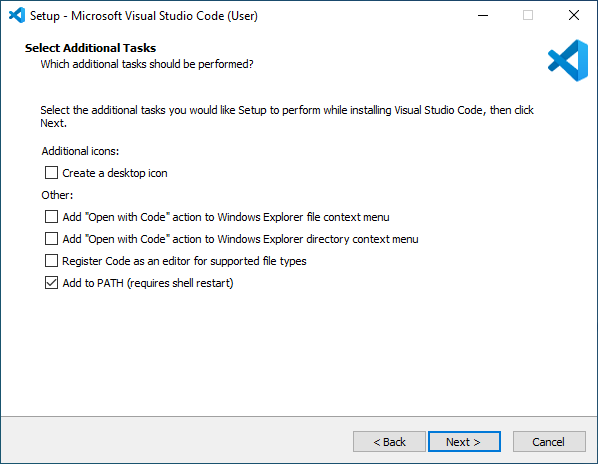 Setup - Microsoft Visual Studio Code (User)
Select Additional Tasks
Which additional tasks should be performed?
Select the additional tasks you would like Setup to perform while installing Visual Studio Code, then click
Next.
Additional icons:
Create a desktop icon
Other:
Add "Open with Code" action to Windows Explorer file context menu
Add "Open with Code" action to Windows Explorer directory context menu
Register Code as an editor for supported file types
Add to PATH (requires shell restart)
< Back Next > Cancel